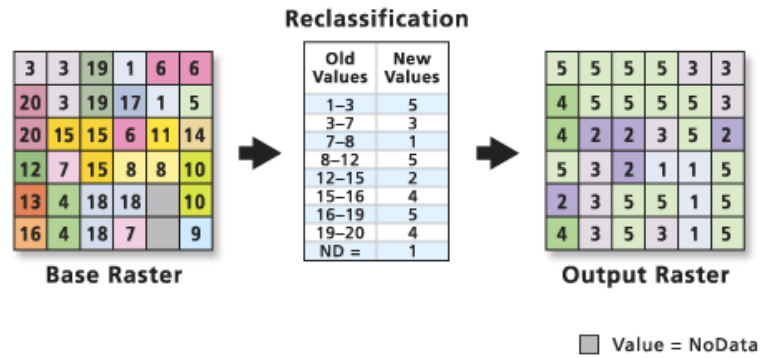 Reclassification
Old Values New Values
1–3 5
3–7 3
7–8 1
8–12 5
12–15 2
15–16 4
16–19 5
19–20 4
ND = 1
3 3 19 1 6 6
20 3 19 17 1 5
20 15 15 6 11 14
12 7 15 8 8 10
13 4 18 18 10
16 4 18 7 9
Base Raster
5 5 5 5 3 3
4 5 5 5 5 3
4 2 2 3 5 2
5 3 2 1 1 5
2 3 5 5 1 5
4 3 5 3 1 5
Output Raster
Value = NoData